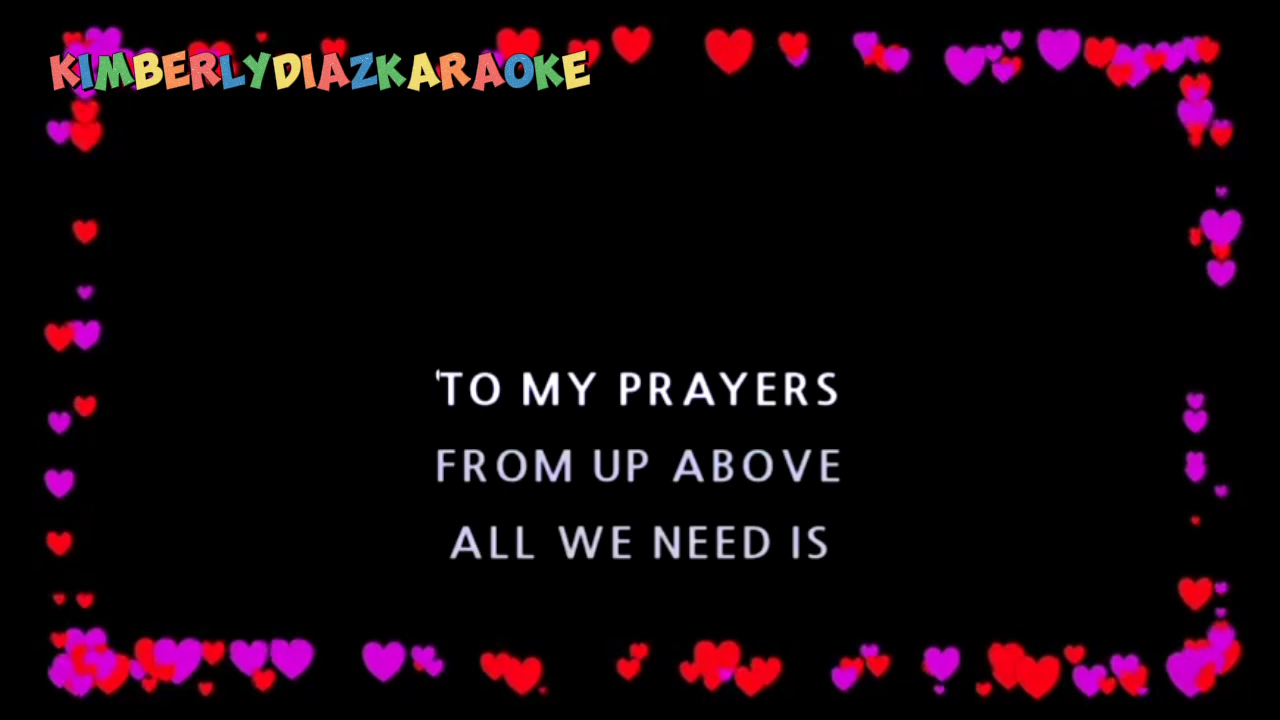 KIMBERLYDIAZKARAOKE
'TO MY PRAYERS
FROM UP ABOVE
ALL WE NEED IS